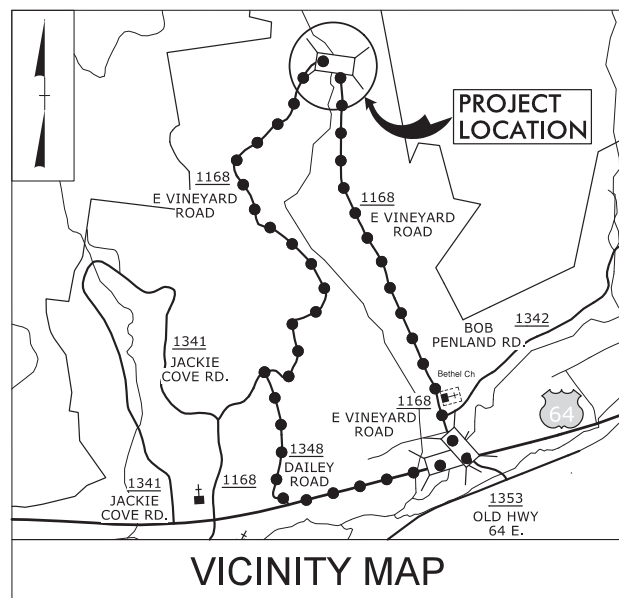 PROJECT
LOCATION
1168
E VINEYARD
ROAD
1168
E VINEYARD
ROAD
1342
BOB
PENLAND RD.
1341
JACKIE
COVE RD.
Bethel Ch
1168
E VINEYARD
ROAD
64
1348
DAILEY
ROAD
1341
JACKIE
COVE RD.
1168
1353
OLD HWY
64 E.
VICINITY MAP